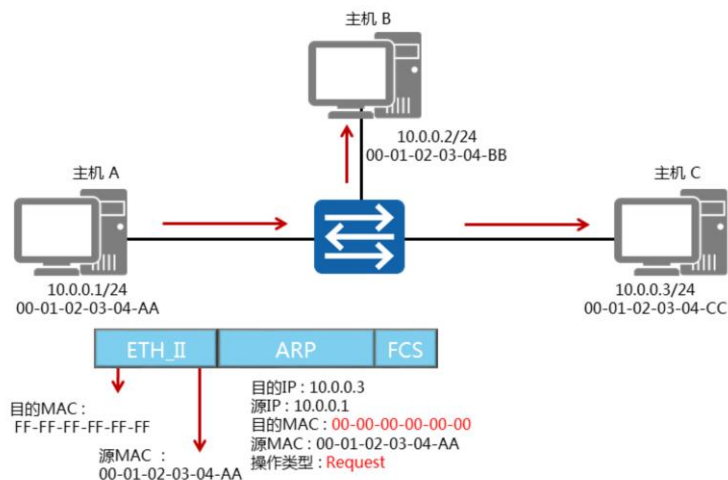 主机 B
10.0.0.2/24
00-01-02-03-04-BB
主机 A
主机 C
10.0.0.1/24
00-01-02-03-04-AA
10.0.0.3/24
00-01-02-03-04-CC
ETH_II
ARP
FCS
目的MAC :
FF-FF-FF-FF-FF-FF
源MAC :
00-01-02-03-04-AA
目的IP : 10.0.0.3
源IP : 10.0.0.1
目的MAC : 00-00-00-00-00-00
源MAC : 00-01-02-03-04-AA
操作类型 : Request